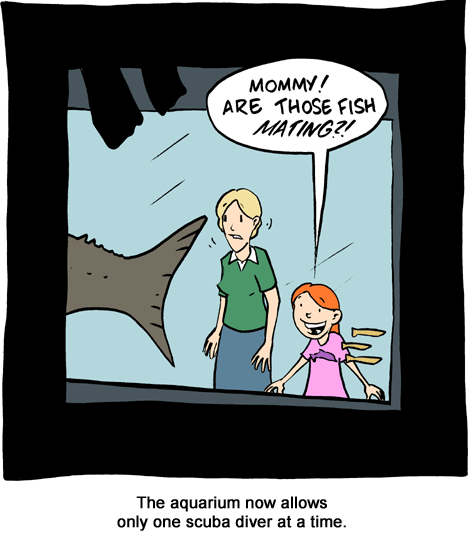 MOMMY!
ARE THOSE FISH
MATING?!
The aquarium now allows
only one scuba diver at a time.